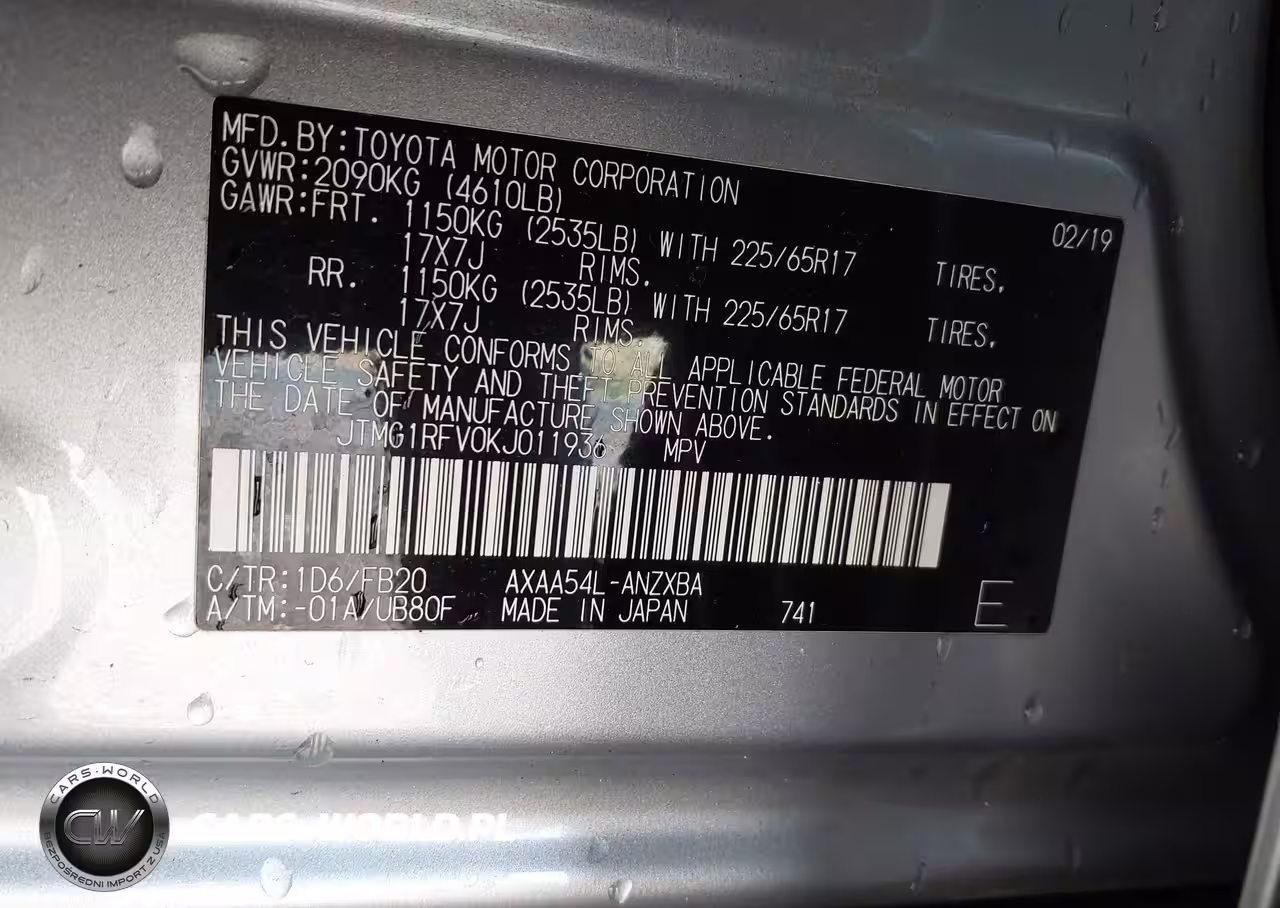 MFD.BY:TOYOTA MOTOR CORPORATION
GVWR:2090KG (4610LB)
02/19
GAWR:FRT. 1150KG (2535LB) WITH 225/65R17 TIRES.
17X7J RIMS.
RR. 1150KG (2535LB) WITH 225/65R17 TIRES.
17X7J RIMS.
THIS VEHICLE CONFORMS TO ALL APPLICABLE FEDERAL MOTOR
VEHICLE SAFETY AND THEFT PREVENTION STANDARDS IN EFFECT ON
THE DATE OF MANUFACTURE SHOWN ABOVE.
JTMG1RFV0KJ011936 MPV
C/TR:1D6/FB20 AXAA54L-ANZXBA
A/TM:-01A/UB80F MADE IN JAPAN 741 E
CARS-WORLD
CW
BEZPOŚREDNI IMPORT Z USA
CARS-WORLD.PL